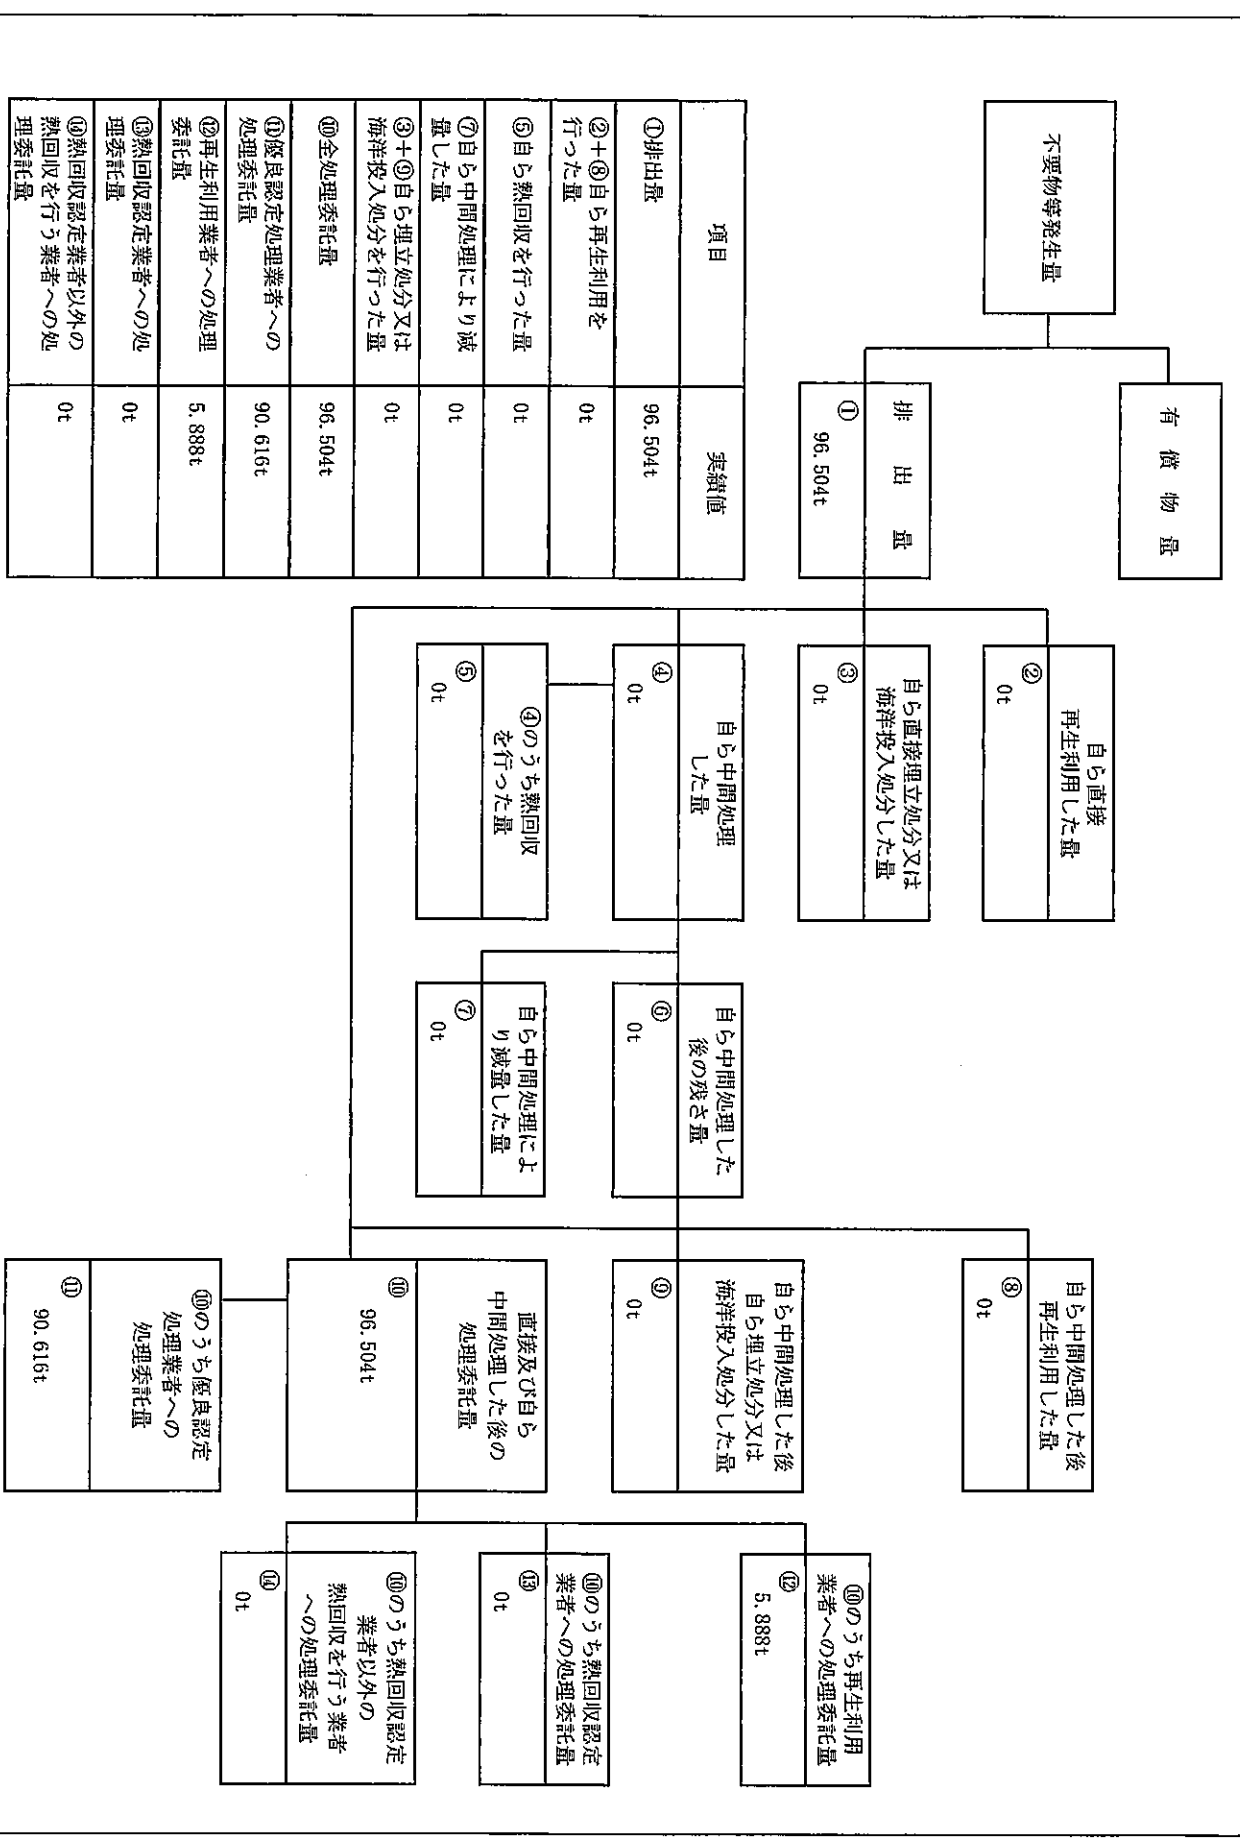 不要物等発生量
有償物量
排出量
① 96.504t
自ら直接
再生利用した量
② 0t
自ら直接埋立処分又は
海洋投入処分した量
③ 0t
自ら中間処理
した量
④ 0t
④のうち熱回収
を行った量
⑤ 0t
自ら中間処理した
後の残さ量
⑥ 0t
自ら中間処理によ
り減量した量
⑦ 0t
自ら中間処理した後
再生利用した量
⑧ 0t
自ら中間処理した後
自ら埋立処分又は
海洋投入処分した量
⑨ 0t
直接及び自ら
中間処理した後の
処理委託量
⑩ 96.504t
⑩のうち優良認定
処理業者への
処理委託量
⑪ 90.616t
⑩のうち再生利用
業者への処理委託量
⑫ 5.888t
⑩のうち熱回収認定
業者への処理委託量
⑬ 0t
⑩のうち熱回収認定
業者以外の
熱回収を行う業者
への処理委託量
⑭ 0t
項目 実績値
①排出量 96.504t
②+⑧自ら再生利用を
行った量 0t
⑤自ら熱回収を行った量 0t
⑦自ら中間処理により減
量した量 0t
③+⑨自ら埋立処分又は
海洋投入処分を行った量 0t
⑩全処理委託量 96.504t
⑪優良認定処理業者への
処理委託量 90.616t
⑫再生利用業者への処理
委託量 5.888t
⑬熱回収認定業者への処
理委託量 0t
⑭熱回収認定業者以外の
熱回収を行う業者への処
理委託量 0t